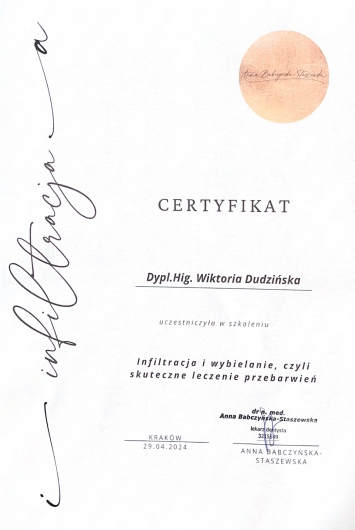 infiltracja
Anna Babczyńska-Staszewska
CERTYFIKAT
Dypl.Hig. Wiktoria Dudzińska
uczestniczyła w szkoleniu
Infiltracja i wybielanie, czyli
skuteczne leczenie przebarwień
dr n. med.
Anna Babczyńska-Staszewska
lekarz dentysta
KRAKÓW
29.04.2024
ANNA BABCZYŃSKA-
STASZEWSKA